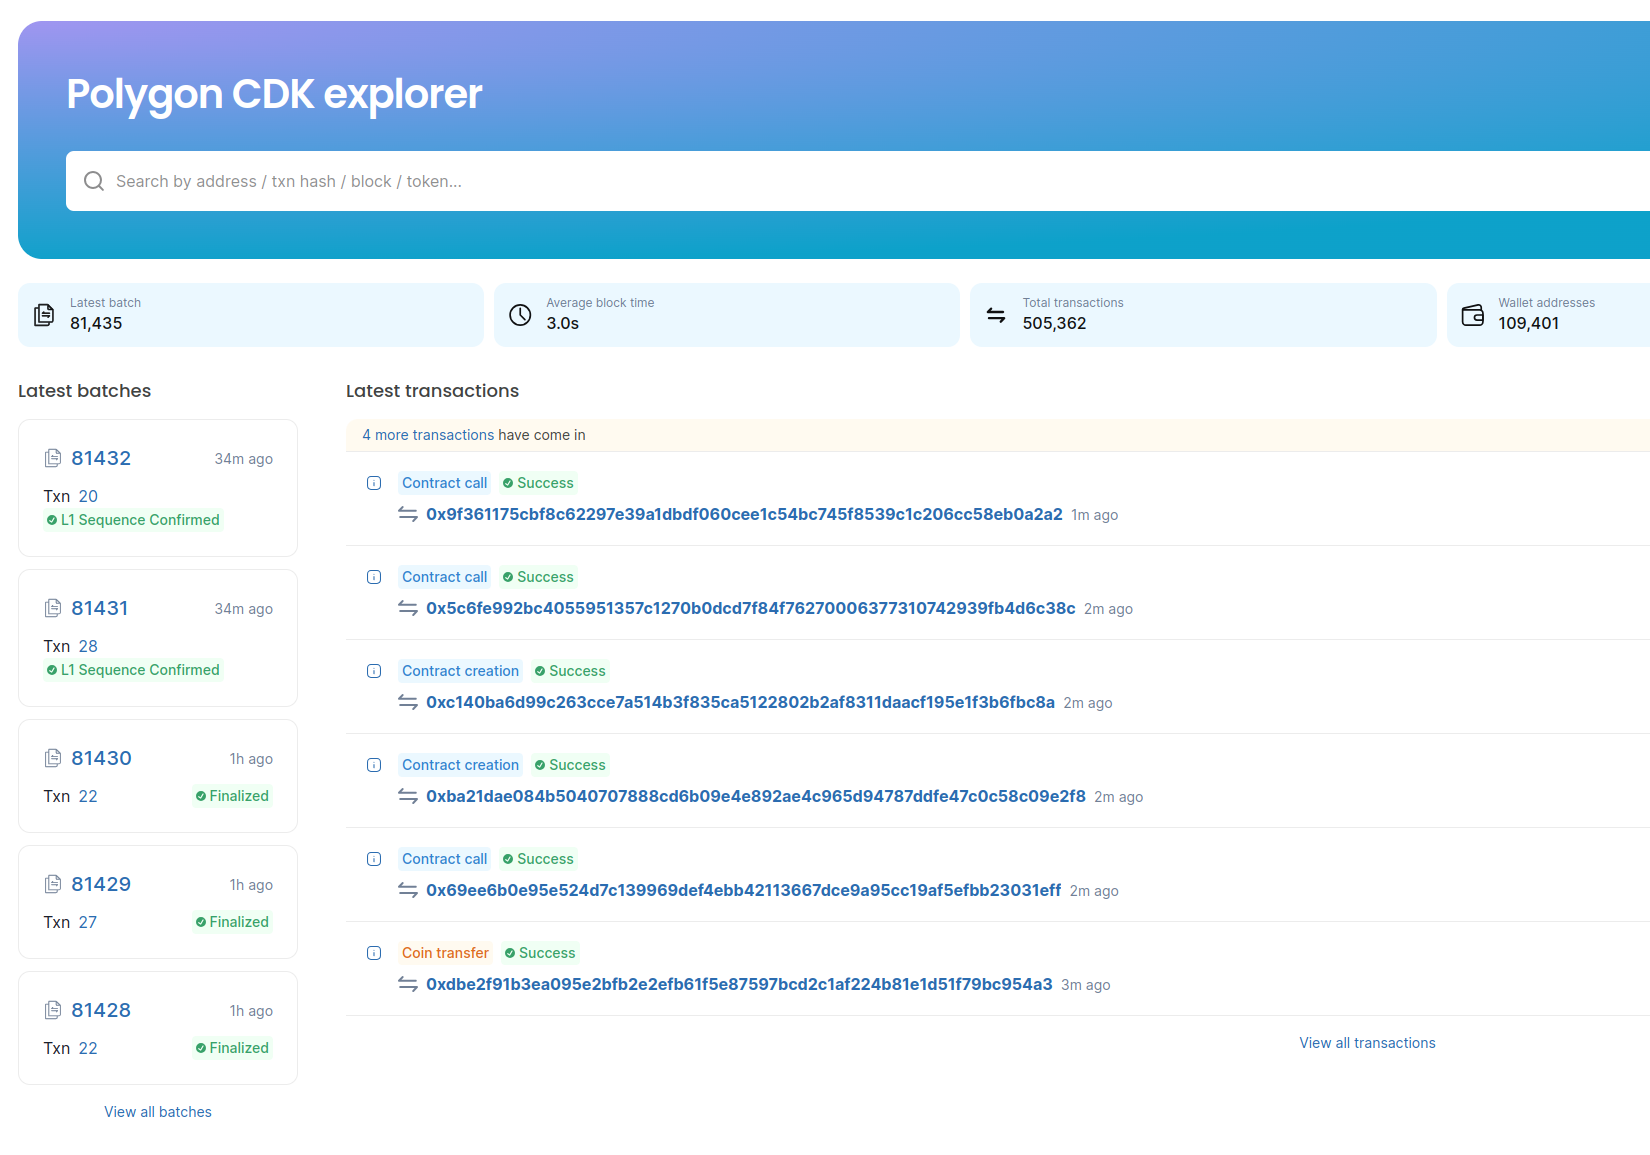 Polygon CDK explorer
Search by address / txn hash / block / token...
Latest batch
81,435
Average block time
3.0s
Total transactions
505,362
Wallet addresses
109,401
Latest batches
81432 34m ago
Txn 20
L1 Sequence Confirmed
81431 34m ago
Txn 28
L1 Sequence Confirmed
81430 1h ago
Txn 22 Finalized
81429 1h ago
Txn 27 Finalized
81428 1h ago
Txn 22 Finalized
View all batches
Latest transactions
4 more transactions have come in
Contract call Success
0x9f361175cbf8c62297e39a1dbdf060cee1c54bc745f8539c1c206cc58eb0a2a2 1m ago
Contract call Success
0x5c6fe992bc4055951357c1270b0dcd7f84f76270006377310742939fb4d6c38c 2m ago
Contract creation Success
0xc140ba6d99c263cce7a514b3f835ca5122802b2af8311daacf195e1f3b6fbc8a 2m ago
Contract creation Success
0xba21dae084b5040707888cd6b09e4e892ae4c965d94787ddfe47c0c58c09e2f8 2m ago
Contract call Success
0x69ee6b0e95e524d7c139969def4ebb42113667dce9a95cc19af5efbb23031eff 2m ago
Coin transfer Success
0xdbe2f91b3ea095e2bfb2e2efb61f5e87597bcd2c1af224b81e1d51f79bc954a3 3m ago
View all transactions